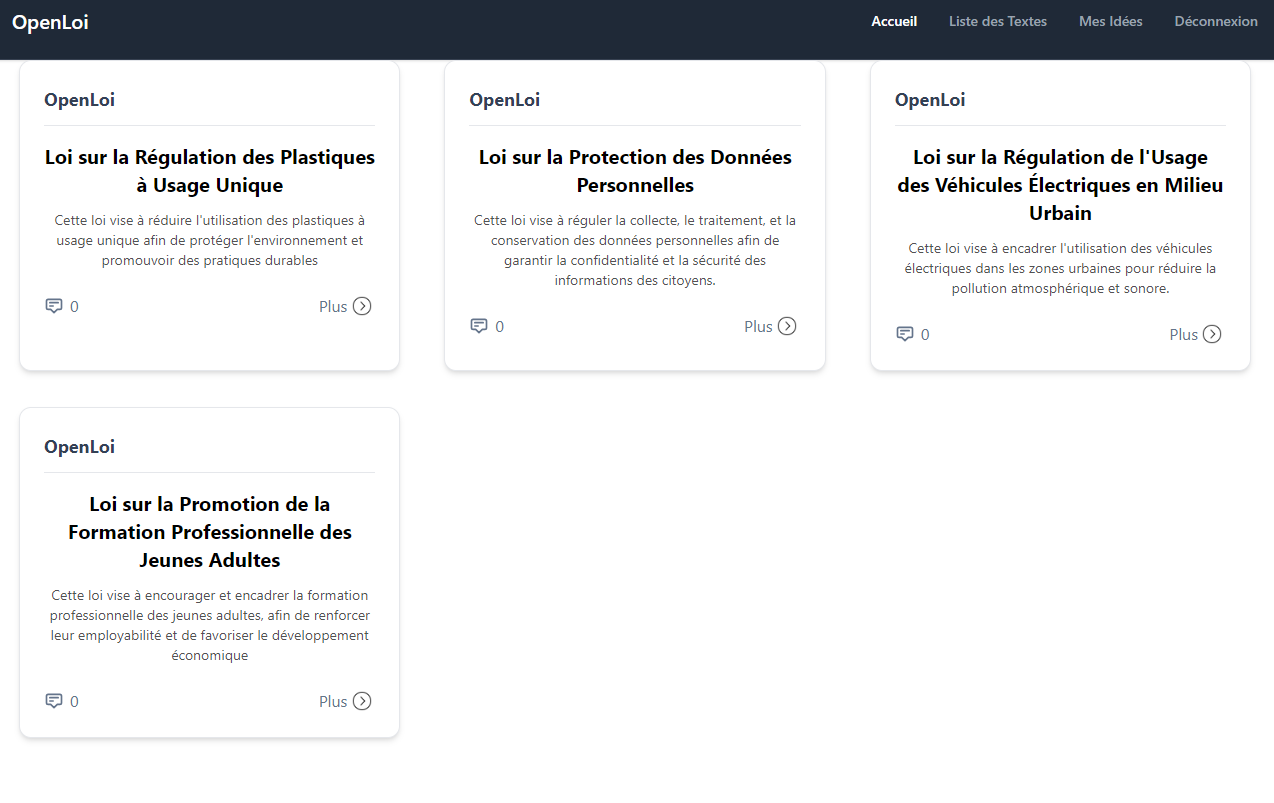 OpenLoi
Accueil
Liste des Textes
Mes Idées
Déconnexion
OpenLoi
Loi sur la Régulation des Plastiques
à Usage Unique
Cette loi vise à réduire l'utilisation des plastiques à
usage unique afin de protéger l'environnement et
promouvoir des pratiques durables
0
Plus
OpenLoi
Loi sur la Protection des Données
Personnelles
Cette loi vise à réguler la collecte, le traitement, et la
conservation des données personnelles afin de
garantir la confidentialité et la sécurité des
informations des citoyens.
0
Plus
OpenLoi
Loi sur la Régulation de l'Usage
des Véhicules Électriques en Milieu
Urbain
Cette loi vise à encadrer l'utilisation des véhicules
électriques dans les zones urbaines pour réduire la
pollution atmosphérique et sonore.
0
Plus
OpenLoi
Loi sur la Promotion de la
Formation Professionnelle des
Jeunes Adultes
Cette loi vise à encourager et encadrer la formation
professionnelle des jeunes adultes, afin de renforcer
leur employabilité et de favoriser le développement
économique
0
Plus